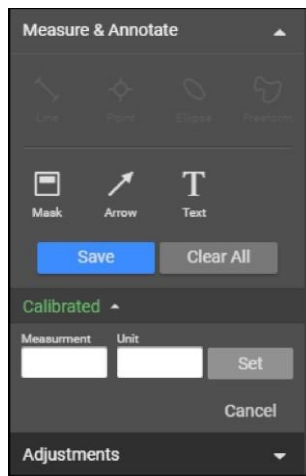 Measure & Annotate
Line Point Ellipse Freeform
Mask Arrow Text
Save Clear All
Calibrated
Measurment Unit
Set
Cancel
Adjustments